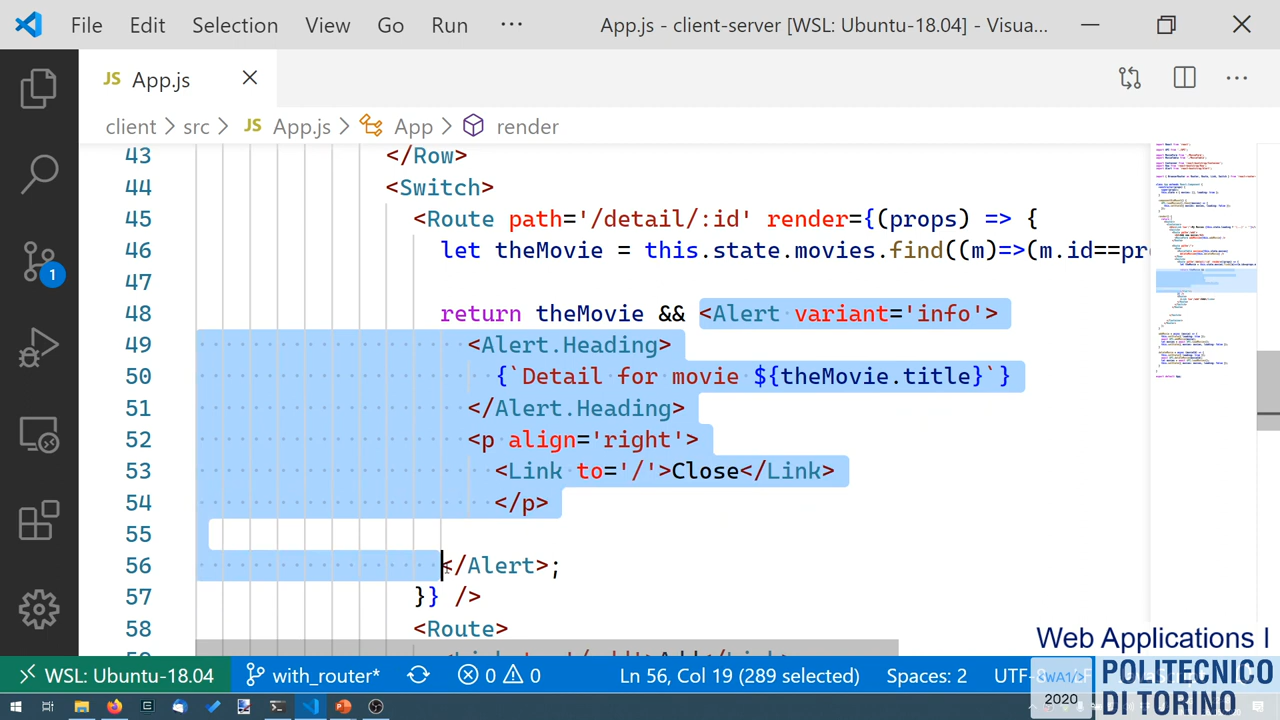 File Edit Selection View Go Run ··· App.js - client-server [WSL: Ubuntu-18.04] - Visua...
JS App.js
client > src > JS App.js > App > render
43 </Row>
44 <Switch>
45 <Route path='/detail/:id' render={(props) => {
46 let theMovie = this.state.movies.find((m)=>(m.id==pr
47
48 return theMovie && <Alert variant='info'>
49 <Alert.Heading>
50 {`Detail for movie ${theMovie.title}`}
51 </Alert.Heading>
52 <p align='right'>
53 <Link to='/'>Close</Link>
54 </p>
55
56 </Alert>;
57 }} />
58 <Route>
1
Web Applications I
WSL: Ubuntu-18.04 with_router* 0 0 Ln 56, Col 19 (289 selected) Spaces: 2
WA1/>
2020
POLITECNICO
DI TORINO